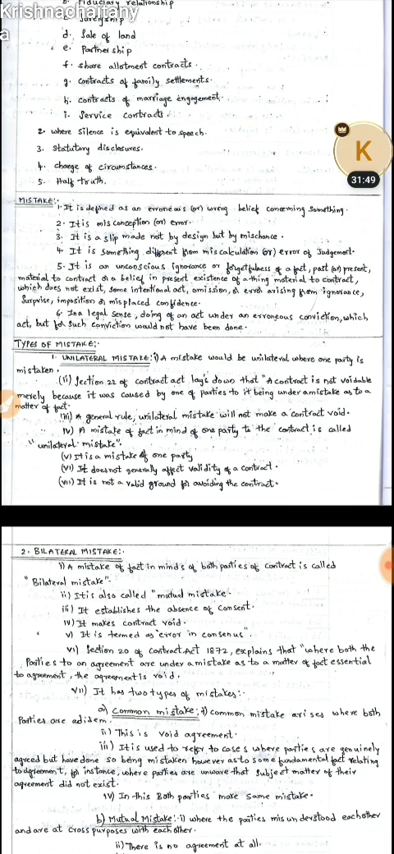 Krishnachaitany
a
b. Fiduciary relationship
c. Suretyship
d. Sale of land
e. Partnership
f. share allotment contracts.
g. contracts of family settlements.
h. contracts of marriage engagement.
i. Service contracts.
2. where silence is equivalent to speech.
3. Statutory disclosures.
4. change of circumstances.
5. Half truth.
K
31:49
MISTAKE:- It is defined as an erroneous (or) wrong belief concerning something.
2. It is misconception (or) error.
3. It is a slip made not by design but by mischance.
4. It is something different from miscalculation (or) error of Judgement.
5. It is an unconscious ignorance or forgetfulness of a fact, past (or) present,
material to contract or a belief in present existence of a thing material to contract,
which does not exist, some intentional act, omission, or error arising from ignorance,
Surprise, imposition or misplaced confidence.
6. In a legal sense, doing of an act under an erroneous conviction, which
act, but for such conviction would not have been done.
TYPES OF MISTAKE:-
1. UNILATERAL MISTAKE: i) A mistake would be unilateral where one party is
mistaken.
(ii) Section 22 of contract act lay's down that "A contract is not voidable
merely because it was caused by one of parties to it being under a mistake as to a
matter of fact.
(iii) A general rule, unilateral mistake will not make a contract void.
iv) A mistake of fact in mind of one party to the contract is called
"unilateral mistake".
(v) It is a mistake of one party
(vi) It does not generally affect validity of a contract.
(vii) It is not a valid ground for avoiding the contract.
2. BILATERAL MISTAKE:-
i) A mistake of fact in minds of both parties of contract is called
"Bilateral mistake".
ii) It is also called "mutual mistake.
iii) It establishes the absence of consent.
iv) It makes contract void.
v) It is termed as "error in consensus"
vi) Section 20 of contract Act 1872, explains that "where both the
Parties to an agreement are under a mistake as to a matter of fact essential
to agreement, the agreement is void.
vii) It has two types of mistakes:-
a) Common mistake: i) common mistake arises where both
Parties are adidem.
ii) This is void agreement.
iii) It is used to refer to cases where parties are genuinely
agreed but have done so being mistaken however as to some fundamental fact relating
to agreement, for instance, where parties are unware that subject matter of their
agreement did not exist.
iv) In this Both parties make same mistake.
b) Mutual Mistake: i) where the parties misunderstood eachother
and are at cross purposes with each other.
ii) There is no agreement at all.